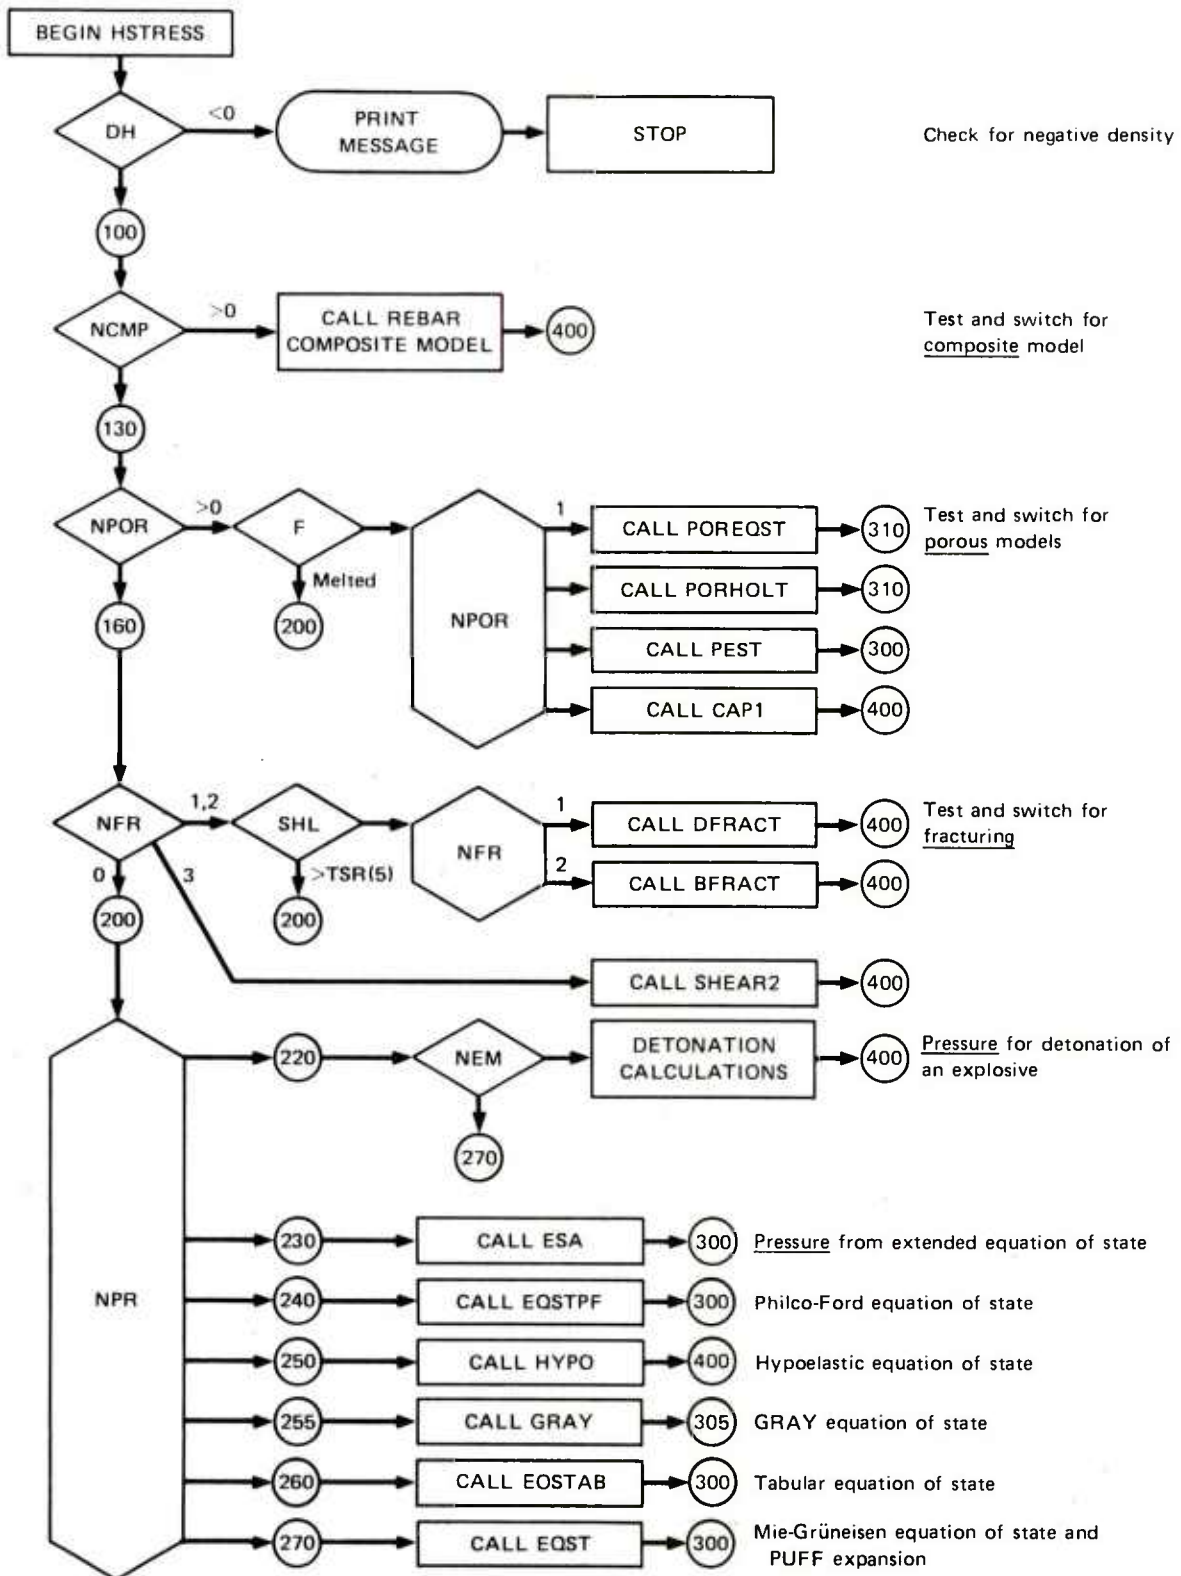 BEGIN HSTRESS
DH
<0
PRINT
MESSAGE
STOP
Check for negative density
100
NCMP
>0
CALL REBAR
COMPOSITE MODEL
400
Test and switch for
composite model
130
NPOR
>0
F
Melted
200
160
NPOR
1
CALL POREQST
310
Test and switch for
porous models
CALL PORHOLT
310
CALL PEST
300
CALL CAP1
400
NFR
1,2
SHL
>TSR(5)
200
NFR
1
CALL DFRACT
400
Test and switch for
fracturing
2
CALL BFRACT
400
0
3
200
CALL SHEAR2
400
NPR
220
NEM
DETONATION
CALCULATIONS
400
Pressure for detonation of
an explosive
270
230
CALL ESA
300
Pressure from extended equation of state
240
CALL EQSTPF
300
Philco-Ford equation of state
250
CALL HYPO
400
Hypoelastic equation of state
255
CALL GRAY
305
GRAY equation of state
260
CALL EOSTAB
300
Tabular equation of state
270
CALL EQST
300
Mie-Grüneisen equation of state and
PUFF expansion